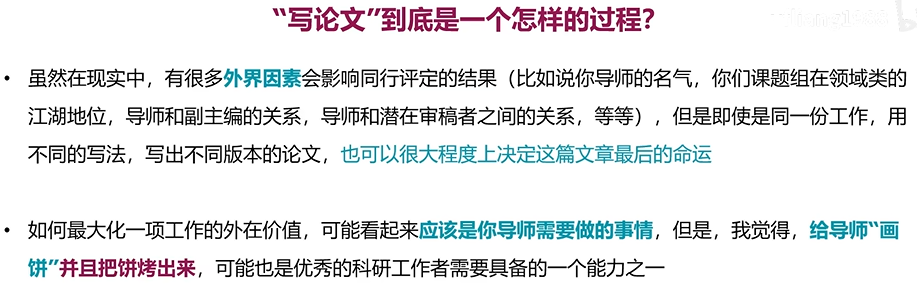 “写论文”到底是一个怎样的过程?
• 虽然在现实中，有很多外界因素会影响同行评定的结果（比如说你导师的名气，你们课题组在领域类的
江湖地位，导师和副主编的关系，导师和潜在审稿者之间的关系，等等），但是即使是同一份工作，用
不同的写法，写出不同版本的论文，也可以很大程度上决定这篇文章最后的命运
• 如何最大化一项工作的外在价值，可能看起来应该是你导师需要做的事情，但是，我觉得，给导师“画
饼”并且把饼烤出来，可能也是优秀的科研工作者需要具备的一个能力之一